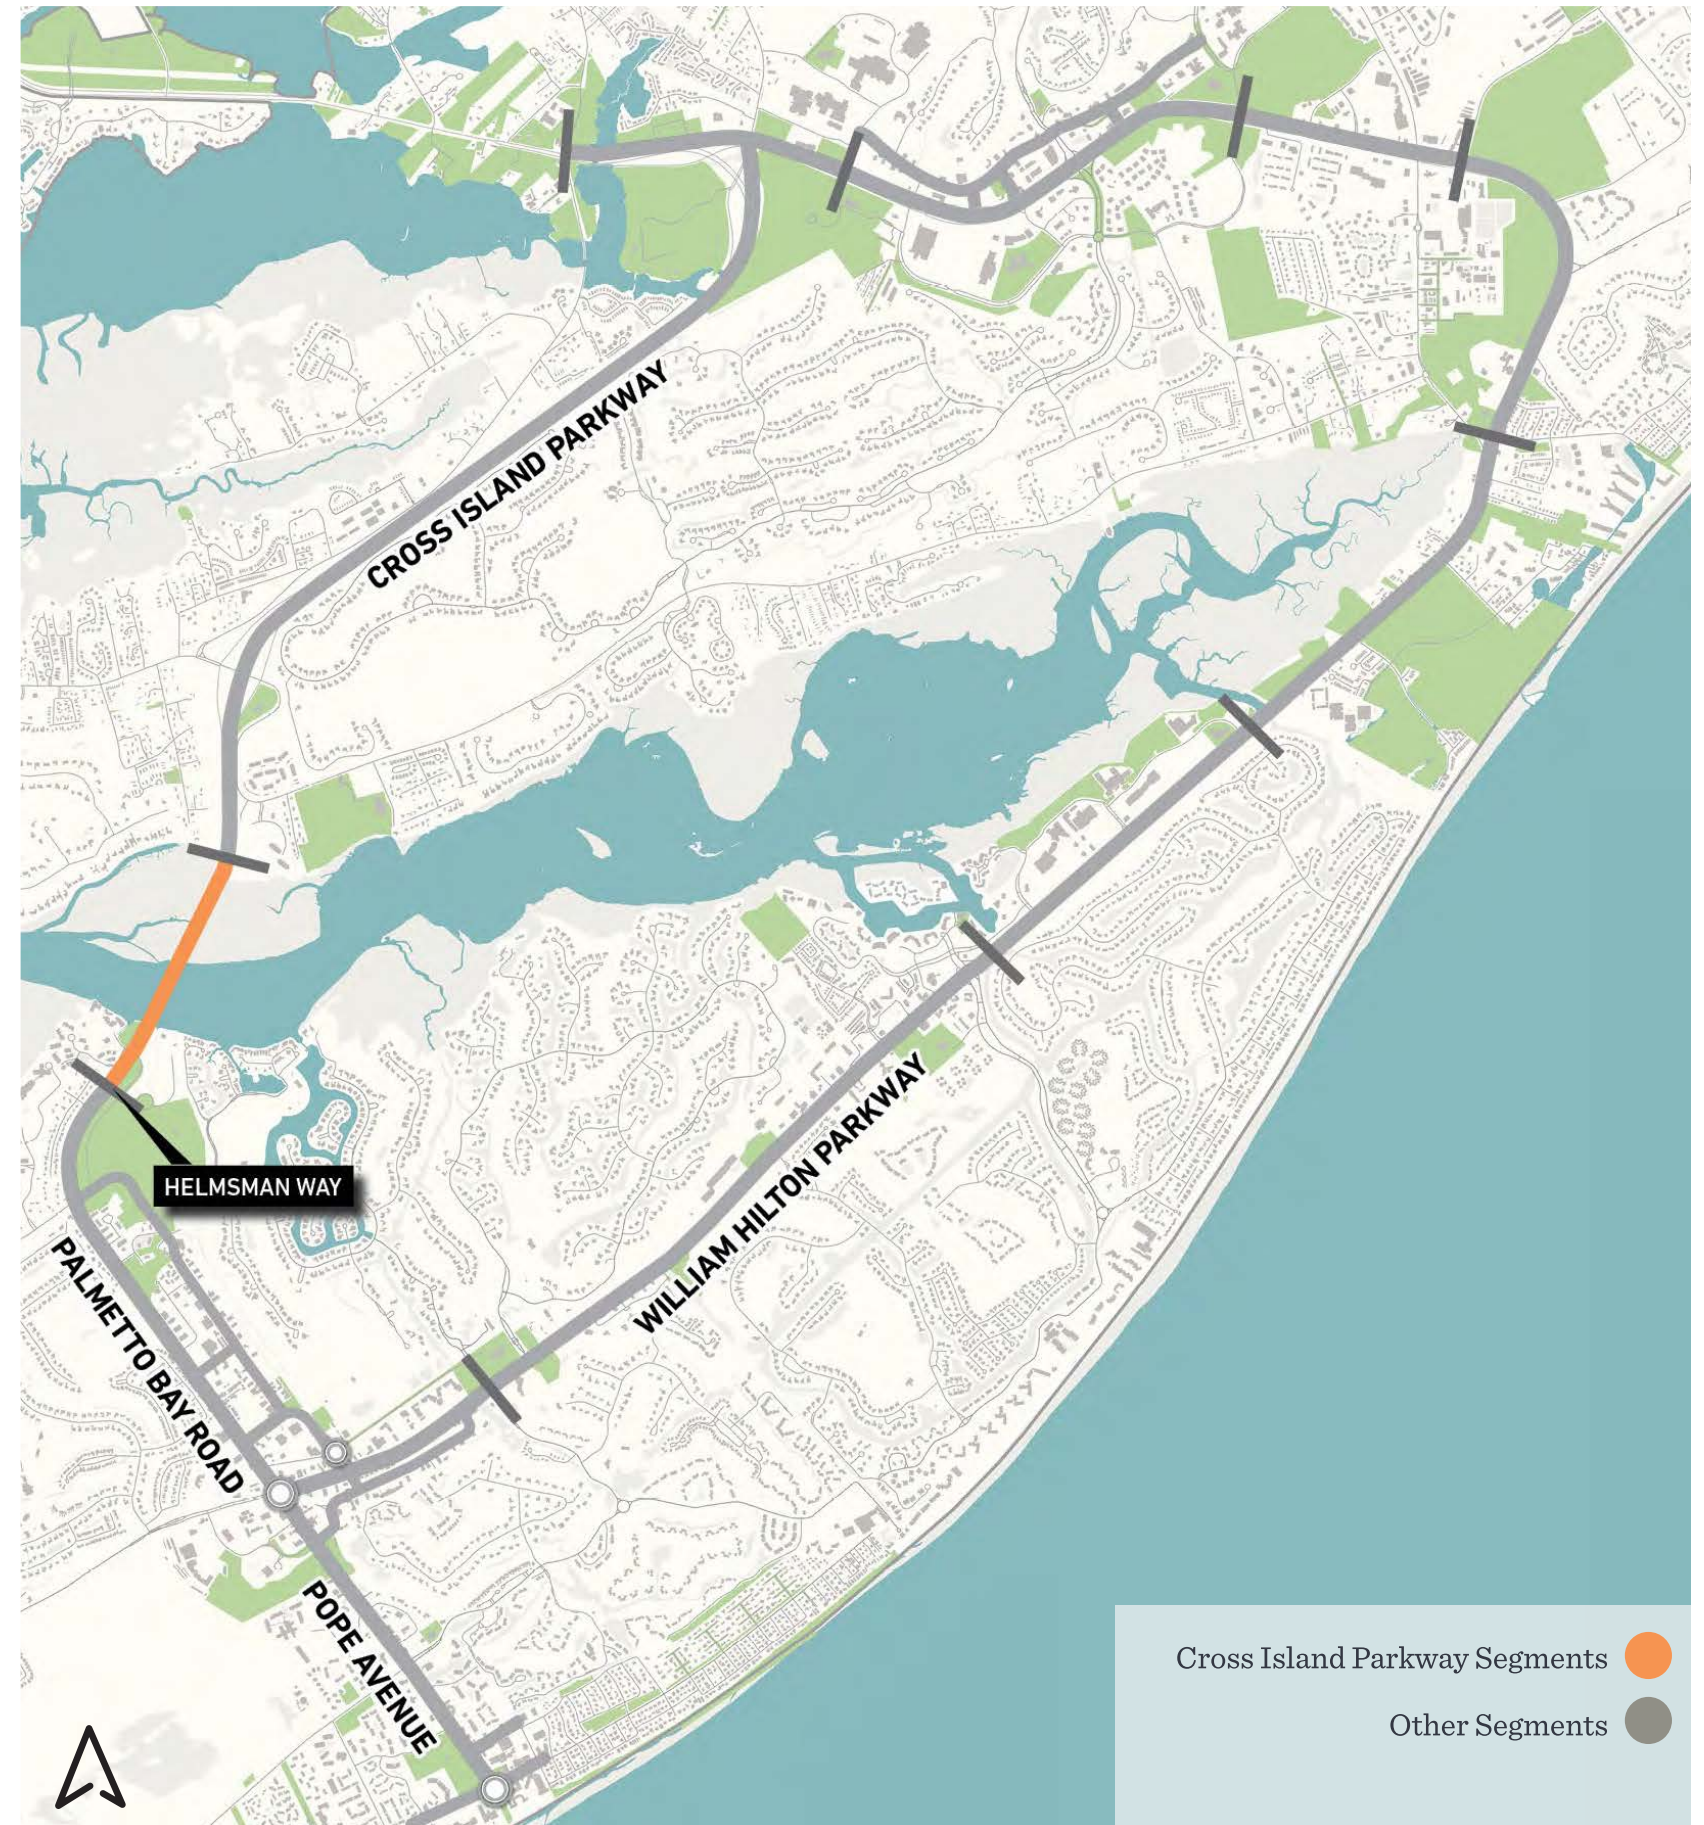 CROSS ISLAND PARKWAY
HELMSMAN WAY
WILLIAM HILTON PARKWAY
PALMETTO BAY ROAD
POPE AVENUE
Cross Island Parkway Segments
Other Segments